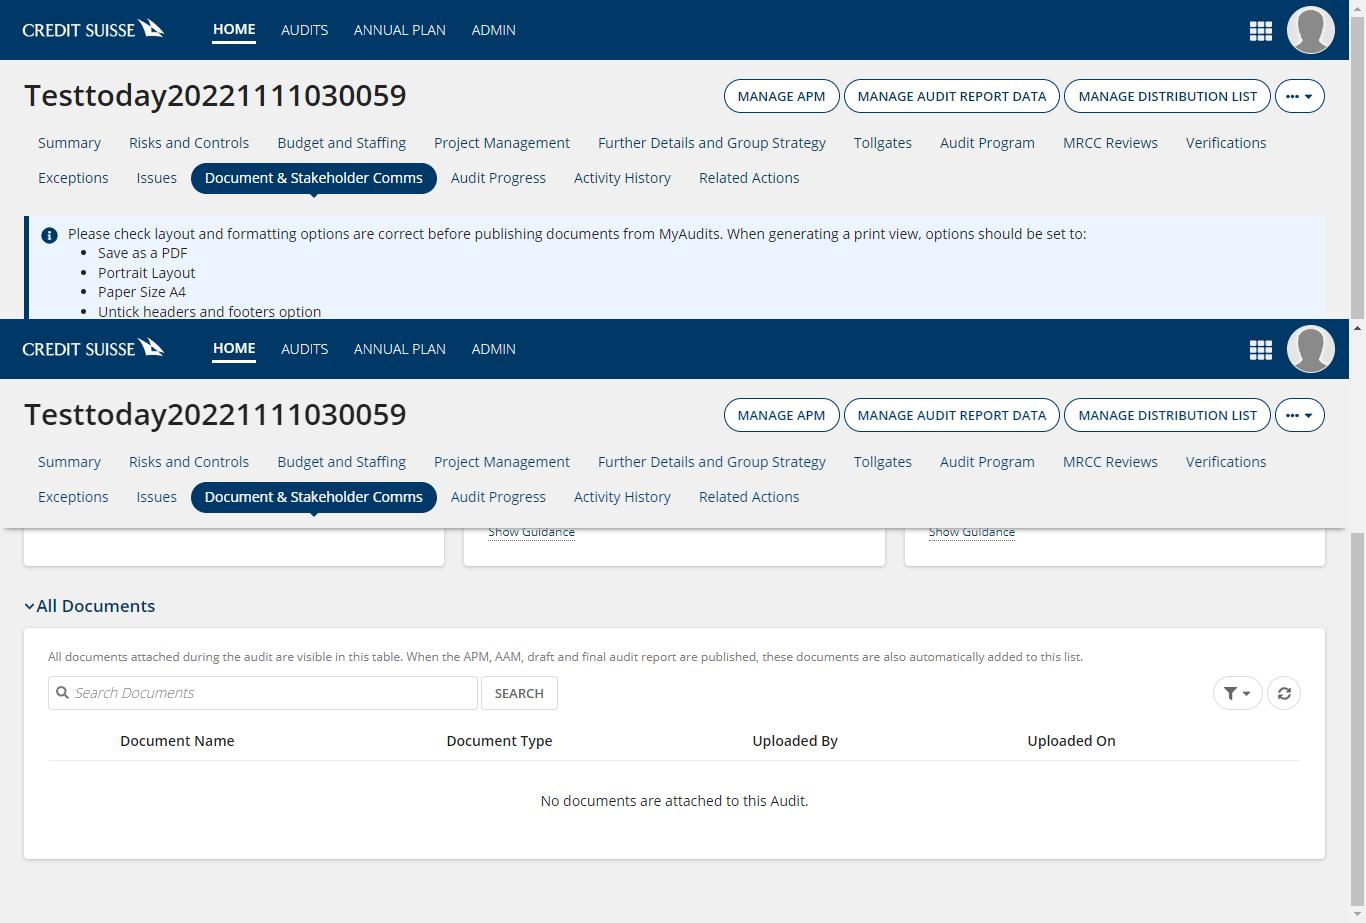 CREDIT SUISSE HOME AUDITS ANNUAL PLAN ADMIN
Testtoday20221111030059 MANAGE APM MANAGE AUDIT REPORT DATA MANAGE DISTRIBUTION LIST
Summary Risks and Controls Budget and Staffing Project Management Further Details and Group Strategy Tollgates Audit Program MRCC Reviews Verifications
Exceptions Issues Document & Stakeholder Comms Audit Progress Activity History Related Actions
Please check layout and formatting options are correct before publishing documents from MyAudits. When generating a print view, options should be set to:
• Save as a PDF
• Portrait Layout
• Paper Size A4
• Untick headers and footers option
CREDIT SUISSE HOME AUDITS ANNUAL PLAN ADMIN
Testtoday20221111030059 MANAGE APM MANAGE AUDIT REPORT DATA MANAGE DISTRIBUTION LIST
Summary Risks and Controls Budget and Staffing Project Management Further Details and Group Strategy Tollgates Audit Program MRCC Reviews Verifications
Exceptions Issues Document & Stakeholder Comms Audit Progress Activity History Related Actions
Show Guidance Show Guidance
All Documents
All documents attached during the audit are visible in this table. When the APM, AAM, draft and final audit report are published, these documents are also automatically added to this list.
Search Documents SEARCH
Document Name Document Type Uploaded By Uploaded On
No documents are attached to this Audit.